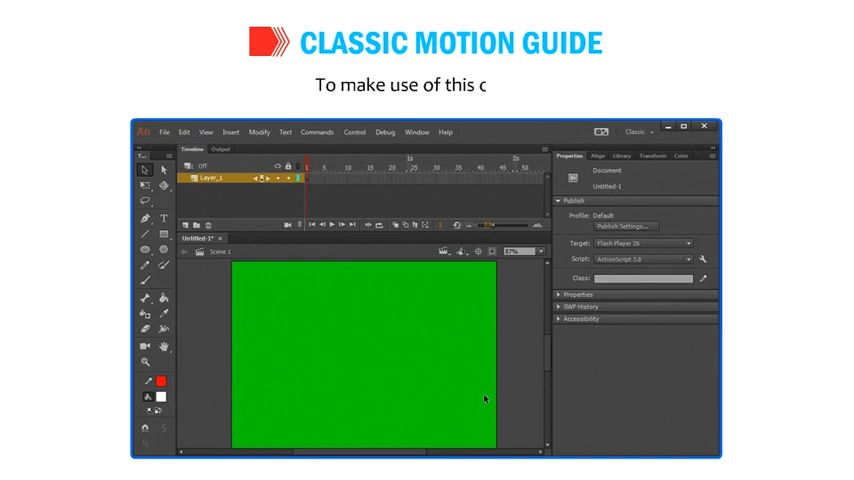 CLASSIC MOTION GUIDE
To make use of this c
An File Edit View Insert Modify Text Commands Control Debug Window Help Classic
Timeline Output
Properties Align Library Transform Color
Off 1 5 10 15 20 25 30 35 40 45 50
1s 2s
Layer_1
Document
Untitled-1
Publish
Profile: Default
Publish Settings...
Untitled-1*
Target: Flash Player 26
Scene 1
87%
Script: ActionScript 3.0
Class:
Properties
SWF History
Accessibility